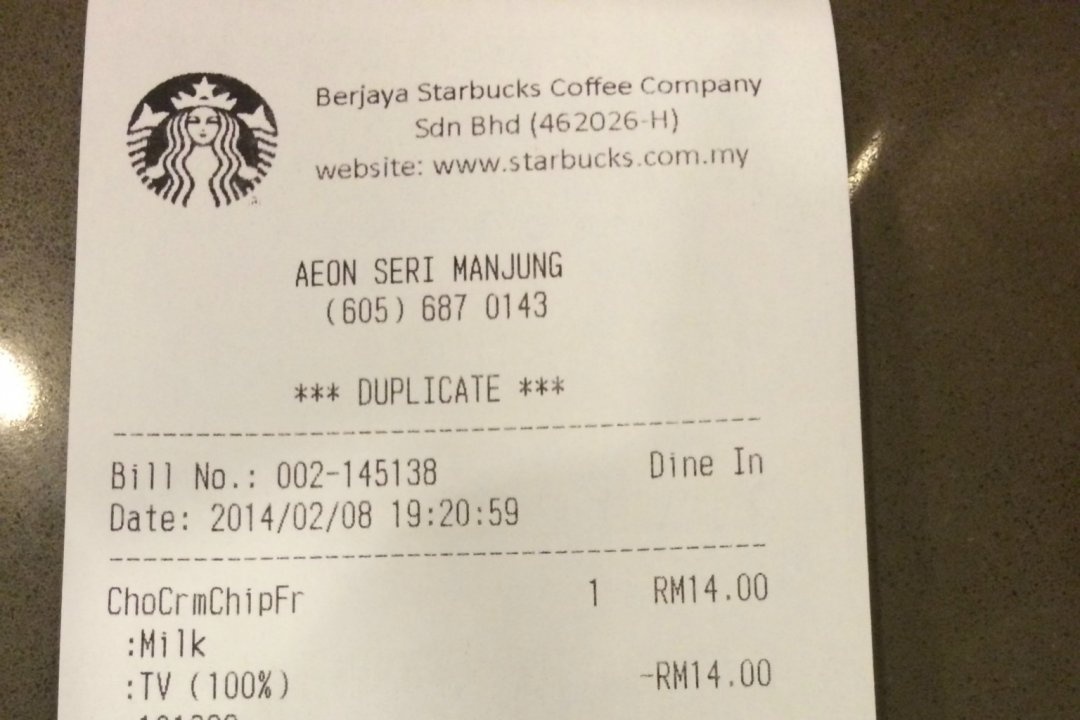 Berjaya Starbucks Coffee Company
Sdn Bhd (462026-H)
website: www.starbucks.com.my
AEON SERI MANJUNG
(605) 687 0143
*** DUPLICATE ***
Bill No.: 002-145138 Dine In
Date: 2014/02/08 19:20:59
ChoCrmChipFr 1 RM14.00
:Milk
:TV (100%) -RM14.00